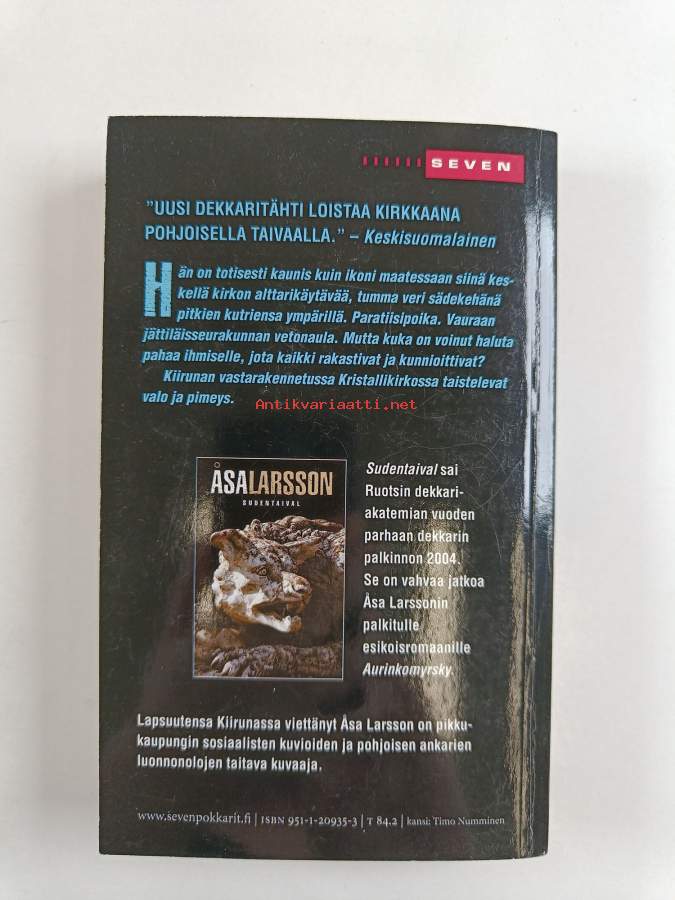 SEVEN
"UUSI DEKKARITÄHTI LOISTAA KIRKKAANA
POHJOISELLA TAIVAALLA." – Keskisuomalainen
Hän on totisesti kaunis kuin ikoni maatessaan siinä kes-
kellä kirkon alttarikäytävää, tumma veri sädekehänä
pitkien kutriensa ympärillä. Paratiisipoika. Vauraan
jättiläisseurakunnan vetonaula. Mutta kuka on voinut haluta
pahaa ihmiselle, jota kaikki rakastivat ja kunnioittivat?
Kiirunan vastarakennetussa Kristallikirkossa taistelevat
valo ja pimeys.
Antikvariaatti.net
ÅSALARSSON
SUDENTAIVAL
Sudentaival sai
Ruotsin dekkari-
akatemian vuoden
parhaan dekkarin
palkinnon 2004.
Se on vahvaa jatkoa
Åsa Larssonin
palkitulle
esikoisromaanille
Aurinkomyrsky.
Lapsuutensa Kiirunassa viettänyt Åsa Larsson on pikku-
kaupungin sosiaalisten kuvioiden ja pohjoisen ankarien
luonnonolojen taitava kuvaaja.
www.sevenpokkarit.fi | ISBN 951-1-20935-3 | T 84.2 | kansi: Timo Numminen